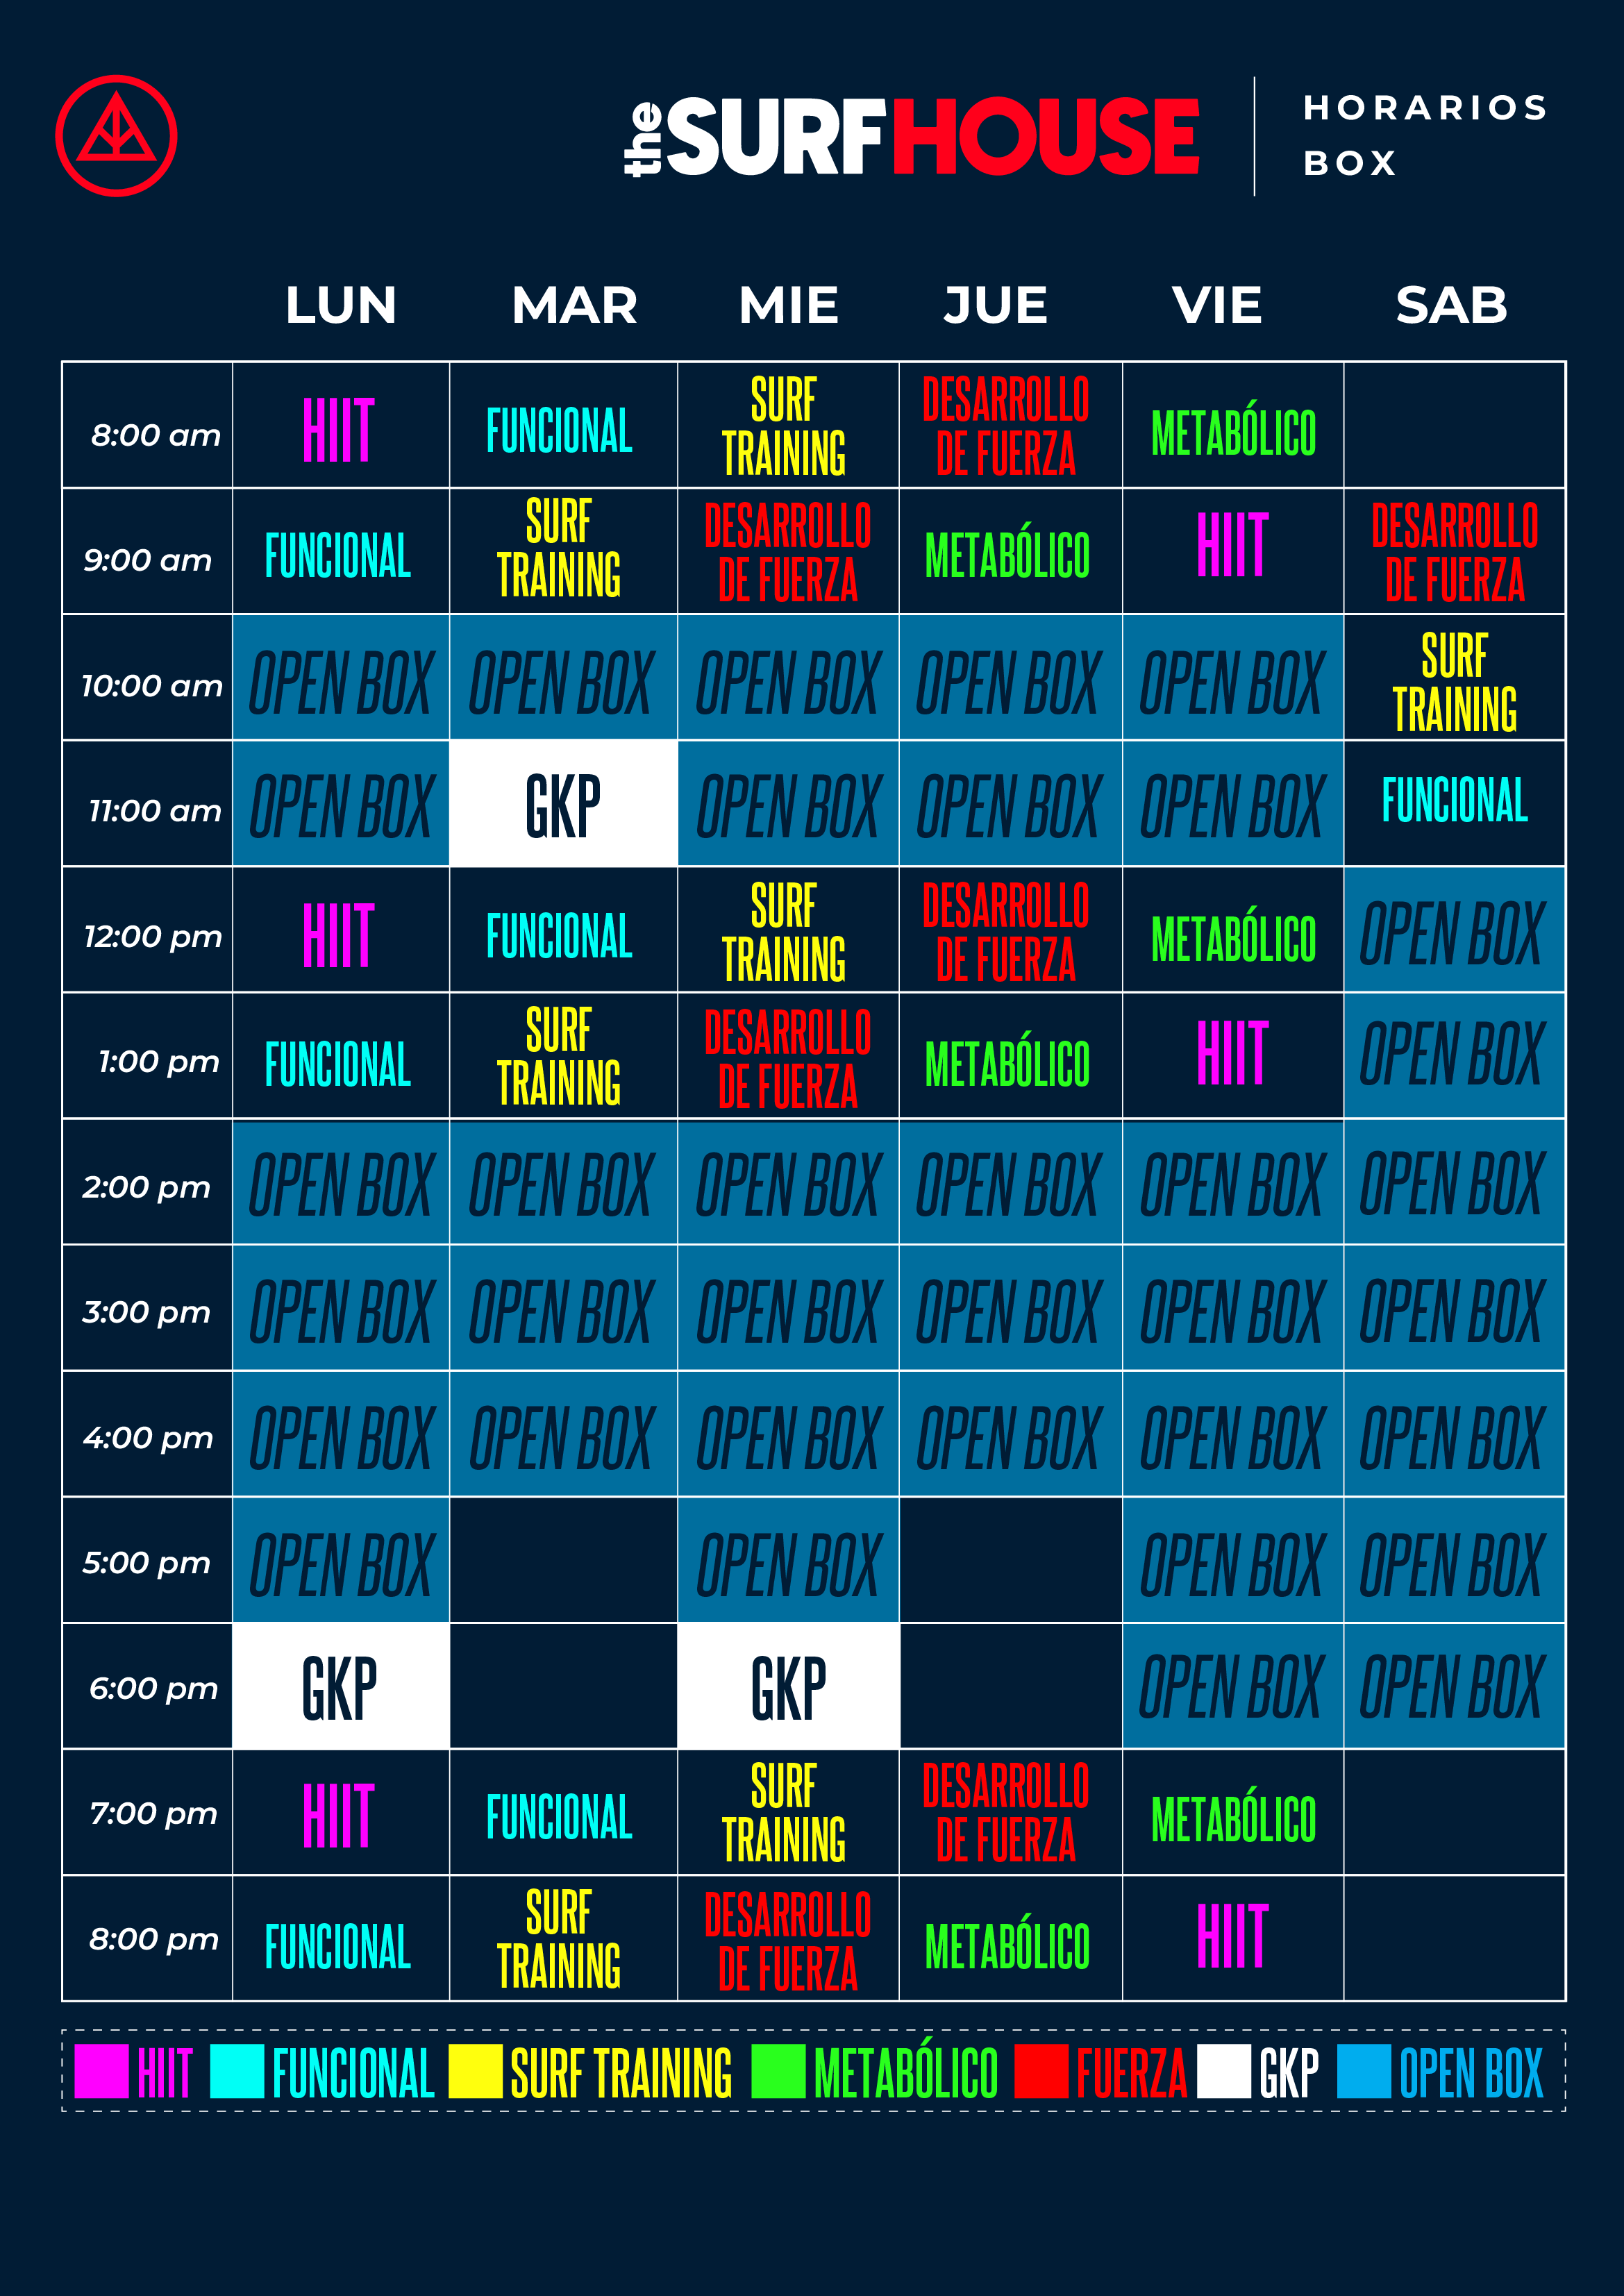 the SURFHOUSE
HORARIOS
BOX
LUN MAR MIE JUE VIE SAB
8:00 am HIIT FUNCIONAL SURF TRAINING DESARROLLO DE FUERZA METABÓLICO
9:00 am FUNCIONAL SURF TRAINING DESARROLLO DE FUERZA METABÓLICO HIIT DESARROLLO DE FUERZA
10:00 am OPEN BOX OPEN BOX OPEN BOX OPEN BOX OPEN BOX SURF TRAINING
11:00 am OPEN BOX GKP OPEN BOX OPEN BOX OPEN BOX FUNCIONAL
12:00 pm HIIT FUNCIONAL SURF TRAINING DESARROLLO DE FUERZA METABÓLICO OPEN BOX
1:00 pm FUNCIONAL SURF TRAINING DESARROLLO DE FUERZA METABÓLICO HIIT OPEN BOX
2:00 pm OPEN BOX OPEN BOX OPEN BOX OPEN BOX OPEN BOX OPEN BOX
3:00 pm OPEN BOX OPEN BOX OPEN BOX OPEN BOX OPEN BOX OPEN BOX
4:00 pm OPEN BOX OPEN BOX OPEN BOX OPEN BOX OPEN BOX OPEN BOX
5:00 pm OPEN BOX OPEN BOX OPEN BOX OPEN BOX
6:00 pm GKP GKP OPEN BOX OPEN BOX
7:00 pm HIIT FUNCIONAL SURF TRAINING DESARROLLO DE FUERZA METABÓLICO
8:00 pm FUNCIONAL SURF TRAINING DESARROLLO DE FUERZA METABÓLICO HIIT
HIIT FUNCIONAL SURF TRAINING METABÓLICO FUERZA GKP OPEN BOX